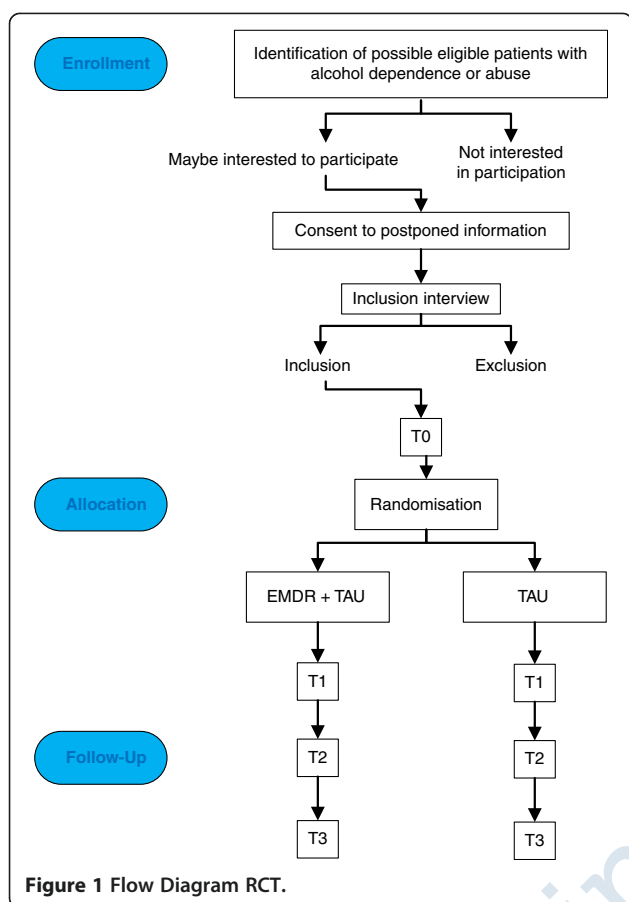 Enrollment
Identification of possible eligible patients with
alcohol dependence or abuse
Maybe interested to participate
Not interested
in participation
Consent to postponed information
Inclusion interview
Inclusion
Exclusion
T0
Allocation
Randomisation
EMDR + TAU
TAU
T1
T1
Follow-Up
T2
T2
T3
T3
Figure 1 Flow Diagram RCT.